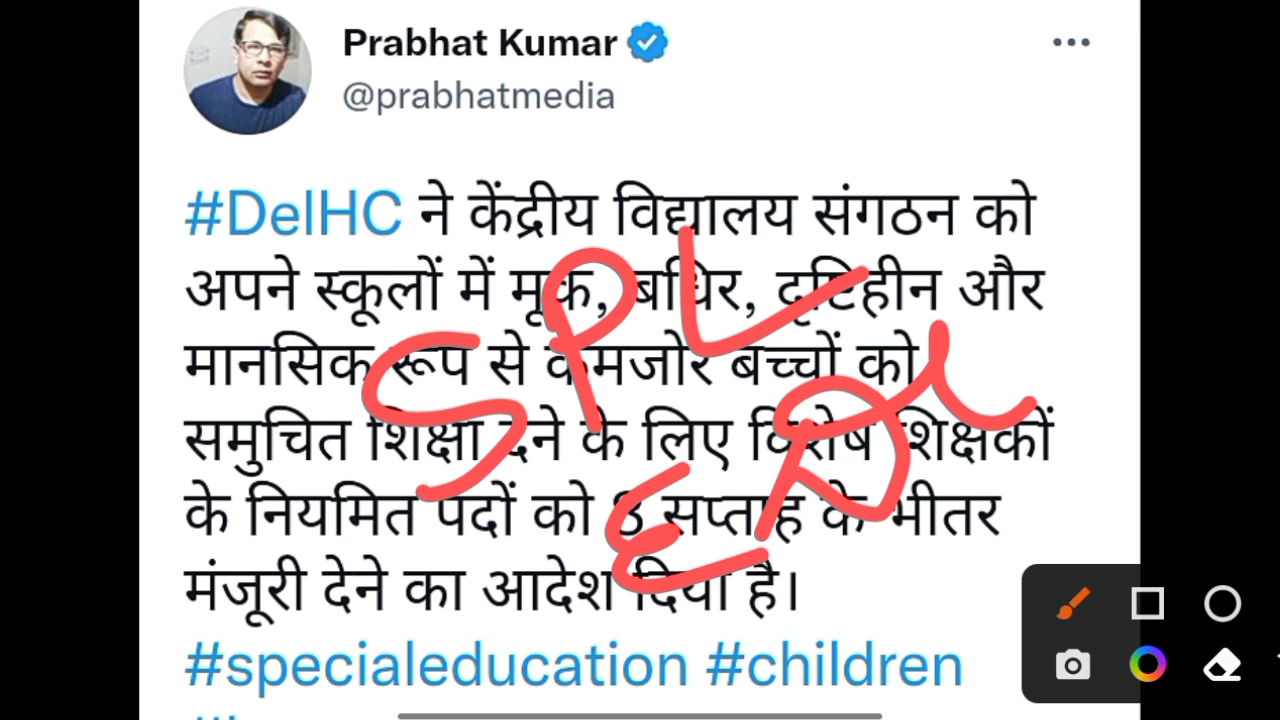 Prabhat Kumar
@prabhatmedia
#DelHC ने केंद्रीय विद्यालय संगठन को
अपने स्कूलों में मूक, बधिर, दृष्टिहीन और
मानसिक रूप से कमजोर बच्चों को
समुचित शिक्षा देने के लिए विशेष शिक्षकों
के नियमित पदों को 8 सप्ताह के भीतर
मंजूरी देने का आदेश दिया है।
#specialeducation #children
SPL